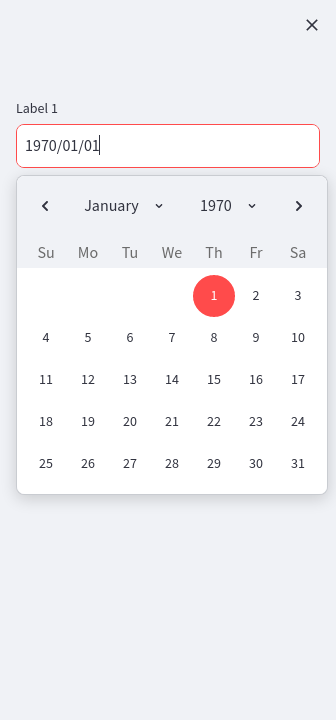 Label 1
1970/01/01
January 1970
Su Mo Tu We Th Fr Sa
1 2 3
4 5 6 7 8 9 10
11 12 13 14 15 16 17
18 19 20 21 22 23 24
25 26 27 28 29 30 31